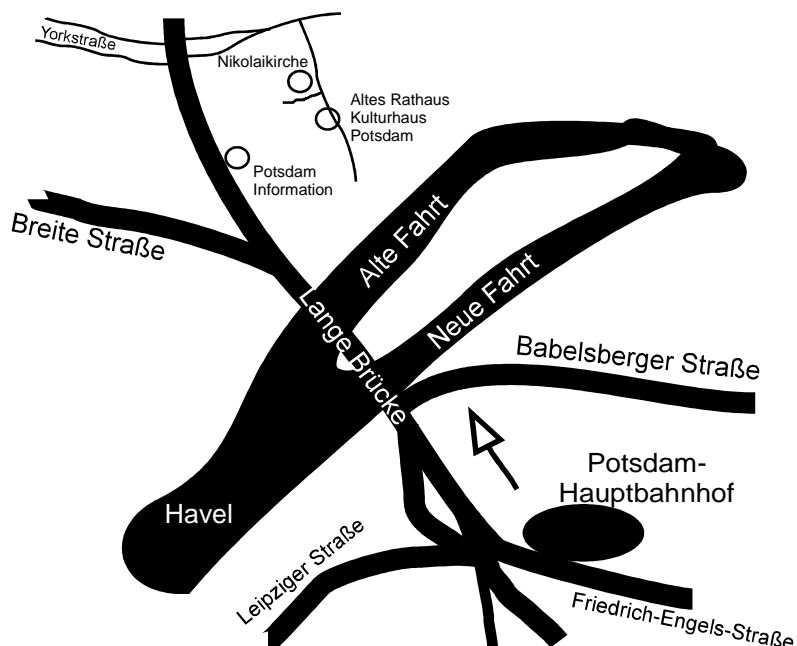 Yorkstraße
Nikolaikirche
Altes Rathaus
Kulturhaus
Potsdam
Potsdam
Information
Breite Straße
Alte Fahrt
Neue Fahrt
Lange Brücke
Babelsberger Straße
Potsdam-
Hauptbahnhof
Havel
Leipziger Straße
Friedrich-Engels-Straße